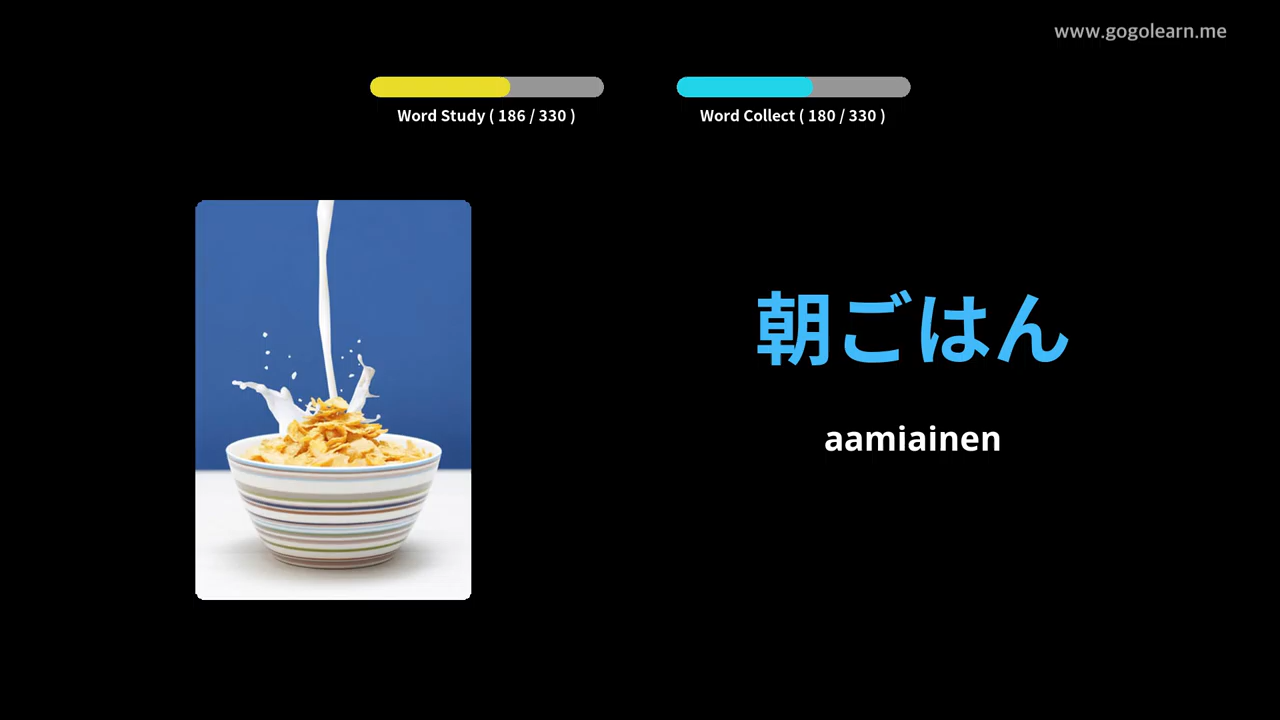 www.gogolearn.me
Word Study ( 186 / 330 )
Word Collect ( 180 / 330 )
朝ごはん
aamiainen